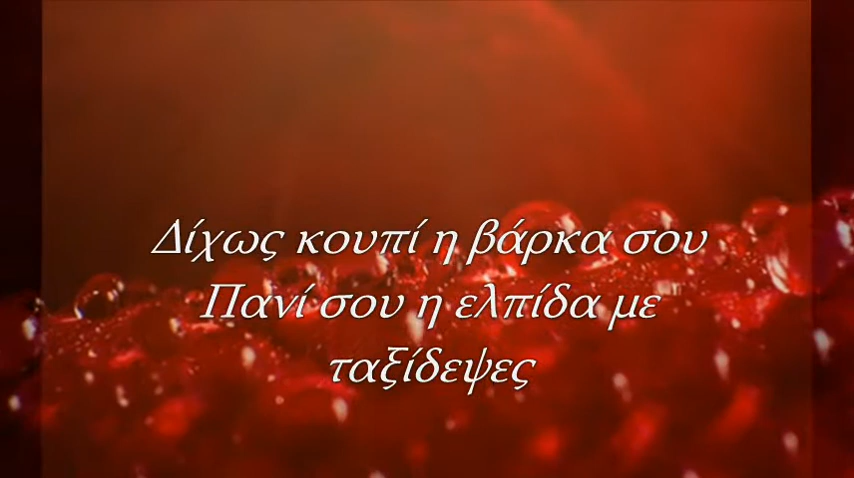 Δίχως κουπί η βάρκα σου
Πανί σου η ελπίδα με
ταξίδεψες